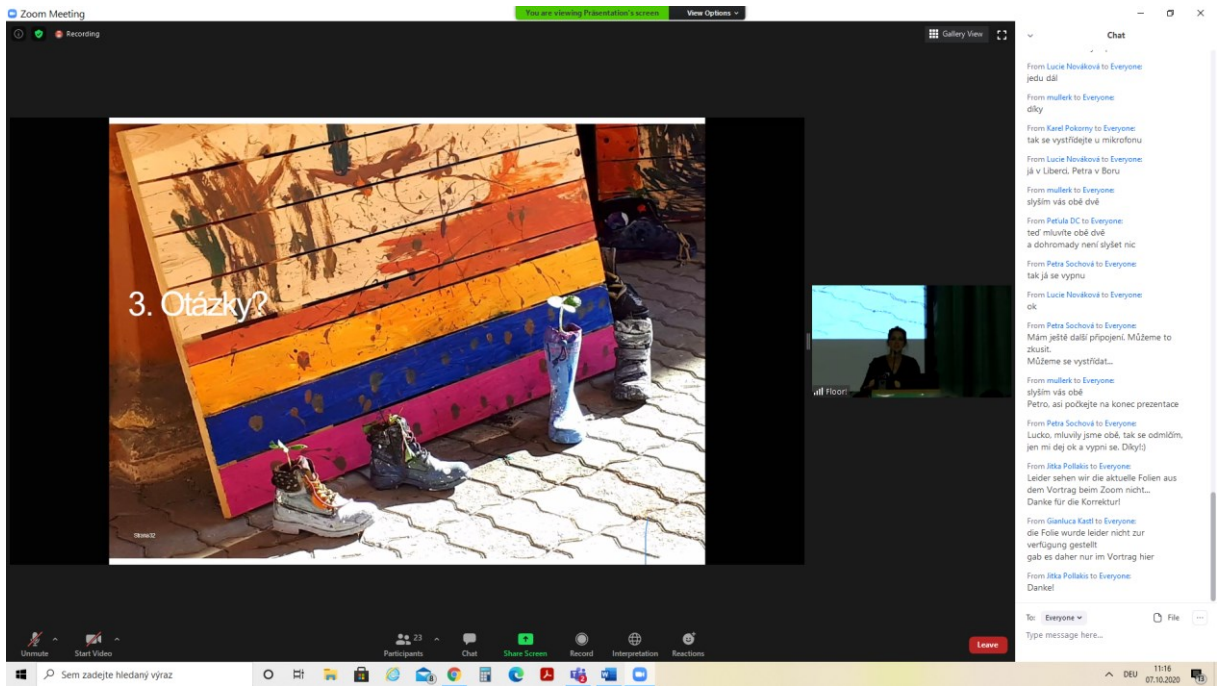 Zoom Meeting
You are viewing Präsentation's screen
View Options
Recording
Gallery View
Chat
From Lucie Nováková to Everyone:
jedu dál
From mullerk to Everyone:
díky
From Karel Pokorny to Everyone:
tak se vystřídejte u mikrofonu
From Lucie Nováková to Everyone:
já v Liberci, Petra v Boru
From mullerk to Everyone:
slyším vás obě dvě
From Peťula DC to Everyone:
teď mluvíte obě dvě
a dohromady není slyšet nic
From Petra Sochová to Everyone:
tak já se vypnu
From Lucie Nováková to Everyone:
ok
From Petra Sochová to Everyone:
Mám ještě další připojení. Můžeme to
zkusit.
Můžeme se vystřídat...
From mullerk to Everyone:
slyším vás obě
Petro, asi počkejte na konec prezentace
From Petra Sochová to Everyone:
Lucko, mluvily jsme obě, tak se odmlčím,
jen mi dej ok a vypni se. Díky!:)
From Jitka Pollakis to Everyone:
Leider sehen wir die aktuelle Folien aus
dem Vortrag beim Zoom nicht...
Danke für die Korrektur!
From Gianluca Kastl to Everyone:
die Folie wurde leider nicht zur
verfügung gestellt
gab es daher nur im Vortrag hier
From Jitka Pollakis to Everyone:
Danke!
3. Otázky?
Floor
To: Everyone
File
Type message here...
Unmute
Start Video
23
Participants
Chat
Share Screen
Record
Interpretation
Reactions
Leave
Sem zadejte hledaný výraz
DEU
11:16
07.10.2020